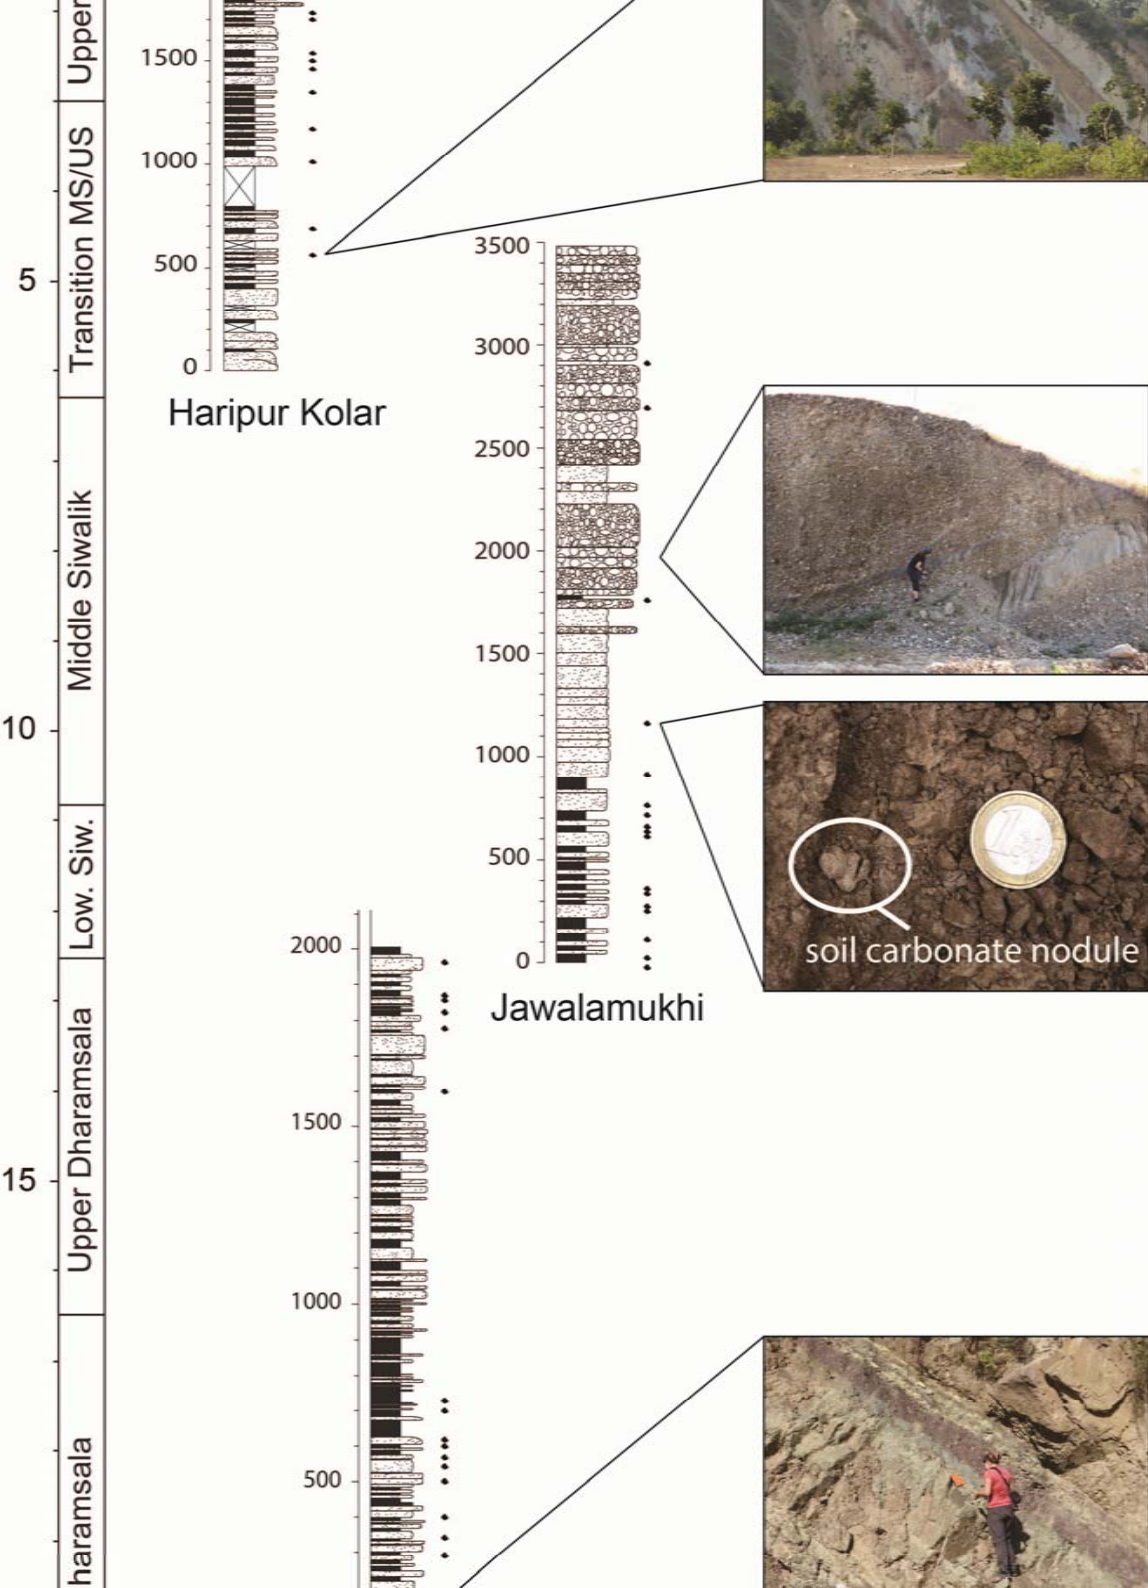 Upper
Transition MS/US
Middle Siwalik
Low. Siw.
Upper Dharamsala
haramsala
5
10
15
1500
1000
500
0
Haripur Kolar
3500
3000
2500
2000
1500
1000
500
0
Jawalamukhi
2000
1500
1000
500
soil carbonate nodule